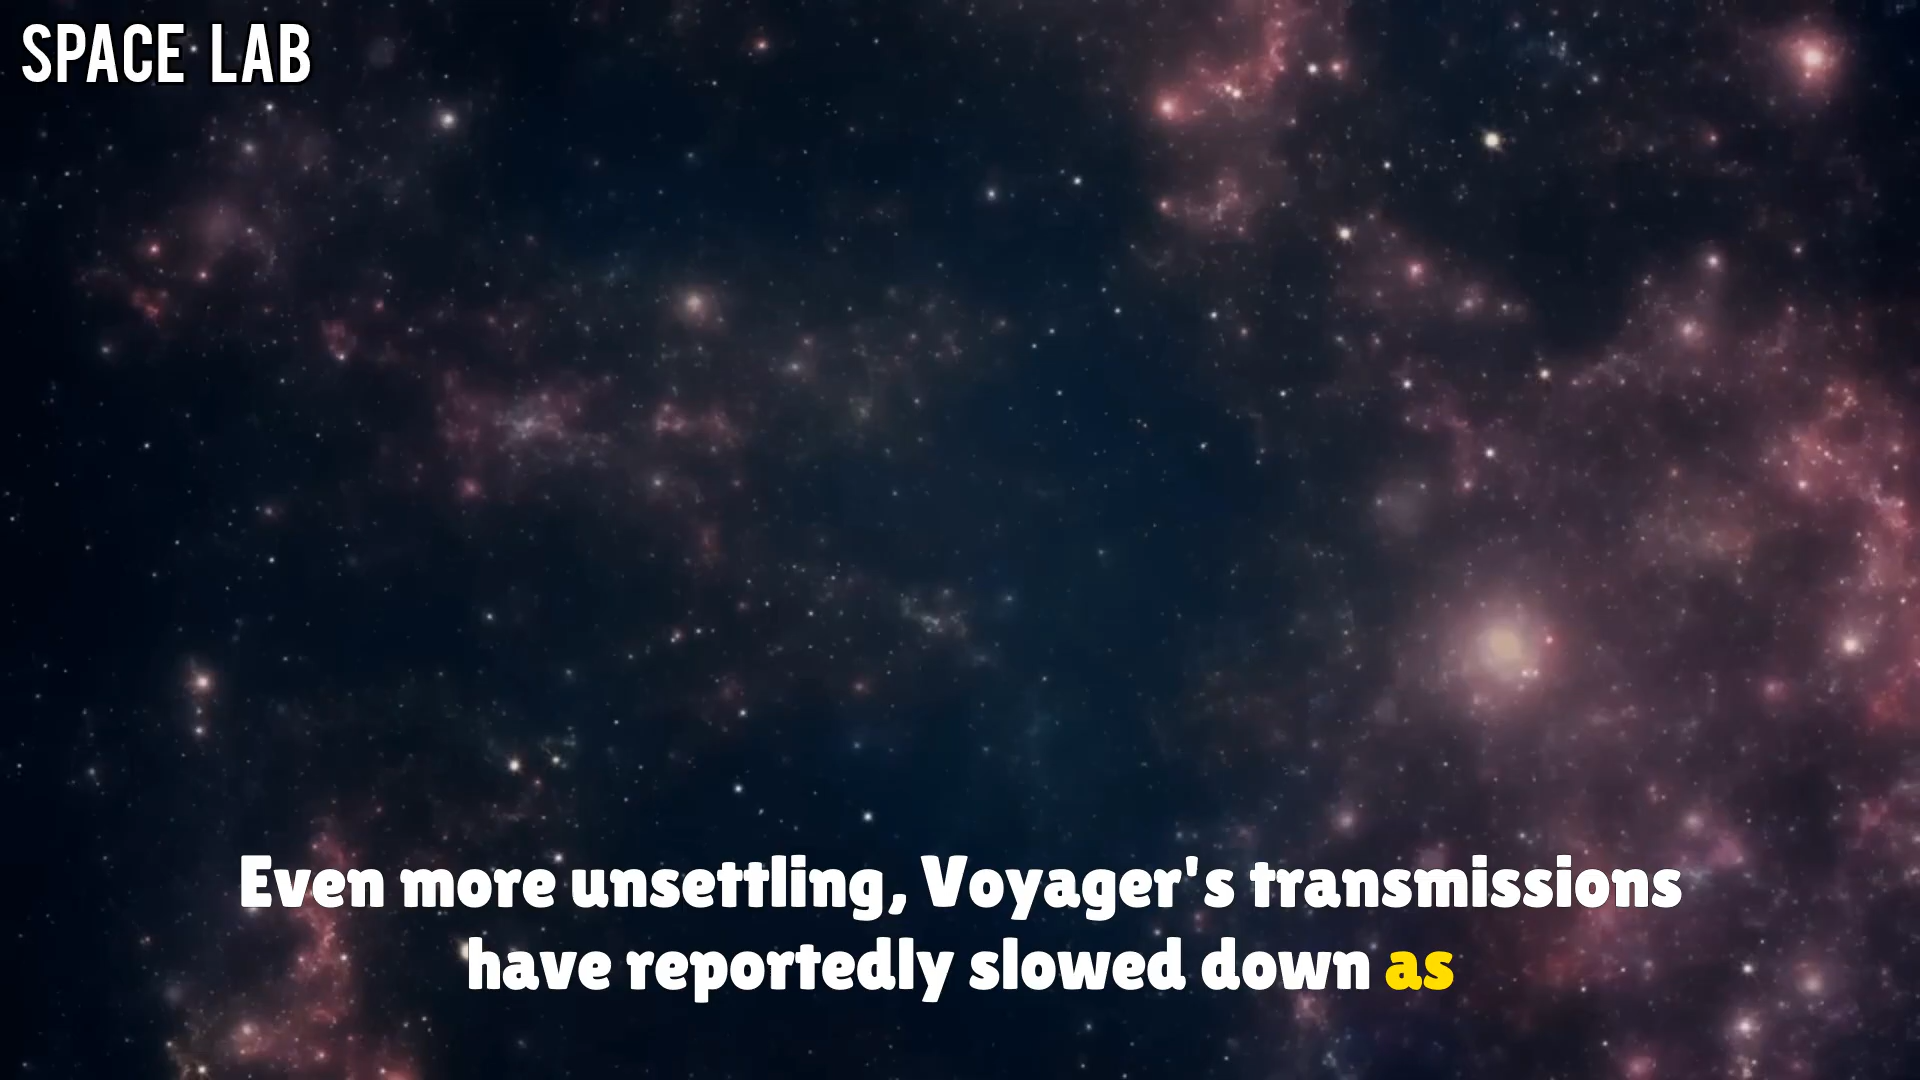 SPACE LAB
Even more unsettling, Voyager's transmissions
have reportedly slowed down as